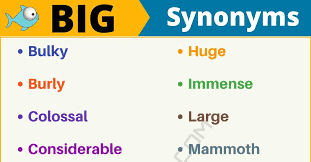 BIG Synonyms
• Bulky
• Burly
• Colossal
• Considerable
• Huge
• Immense
• Large
• Mammoth